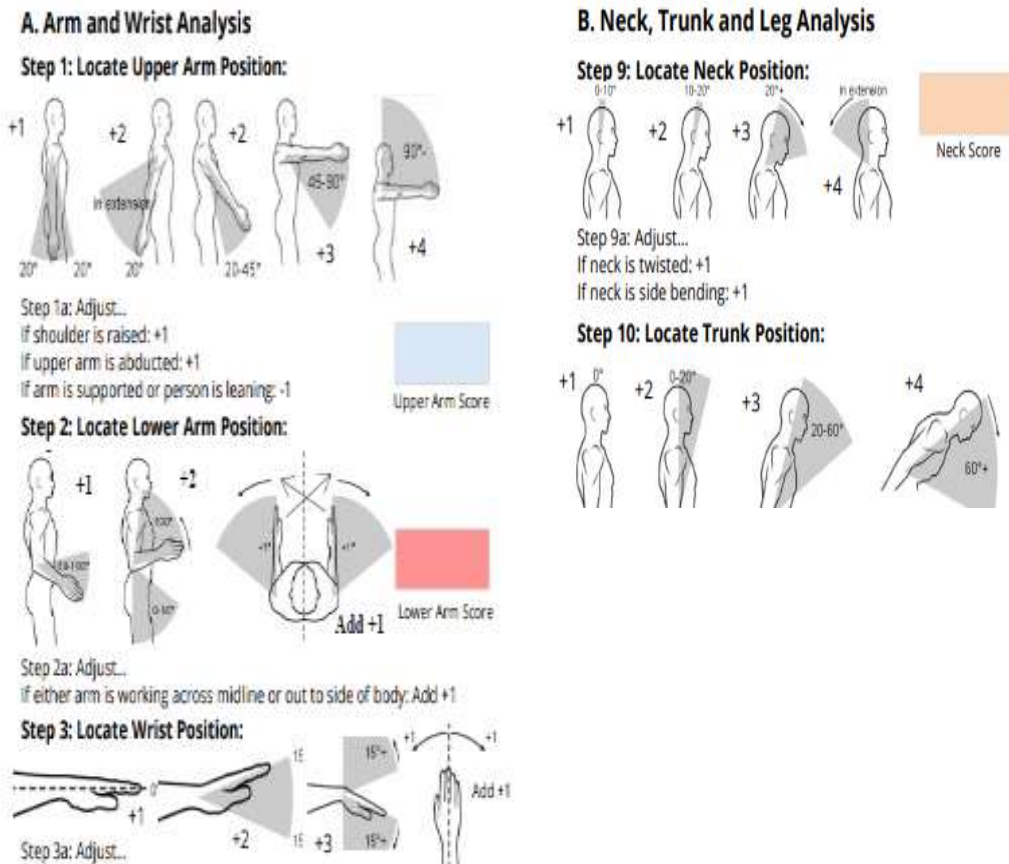 A. Arm and Wrist Analysis
Step 1: Locate Upper Arm Position:
+1
+2
+2
+3
+4
in extension
45-90°
90°-
20°
20°
20°
20-45°
Step 1a: Adjust...
If shoulder is raised: +1
If upper arm is abducted: +1
If arm is supported or person is leaning: -1
Upper Arm Score
Step 2: Locate Lower Arm Position:
+1
+2
100°
Add +1
Lower Arm Score
Step 2a: Adjust...
If either arm is working across midline or out to side of body: Add +1
Step 3: Locate Wrist Position:
+1
+2
+3
15
15
15°+
15°+
+1
+1
Add +1
Step 3a: Adjust...
B. Neck, Trunk and Leg Analysis
Step 9: Locate Neck Position:
0-10°
10-20°
20°+
in extension
+1
+2
+3
+4
Neck Score
Step 9a: Adjust...
If neck is twisted: +1
If neck is side bending: +1
Step 10: Locate Trunk Position:
+1
0°
+2
0-20°
+3
20-60°
+4
60°+